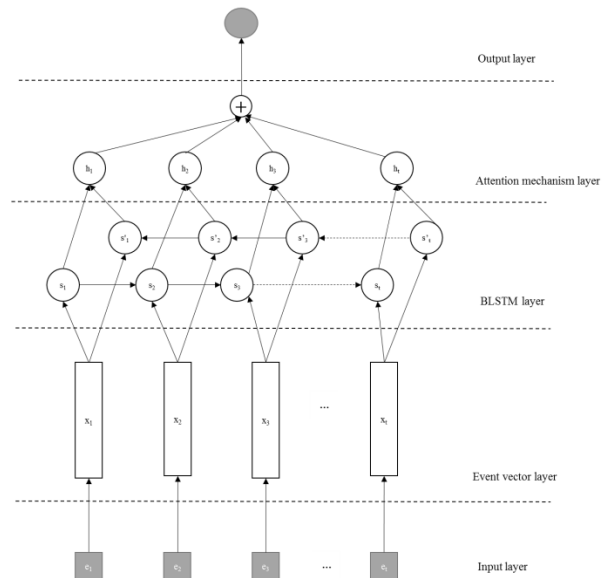 Output layer
+
h₁ h₂ h₃ hₜ
Attention mechanism layer
s'₁ s'₂ s'₃ s'ₜ
s₁ s₂ s₃ sₜ
BLSTM layer
x₁ x₂ x₃ ... xₜ
Event vector layer
e₁ e₂ e₃ ... eₜ
Input layer